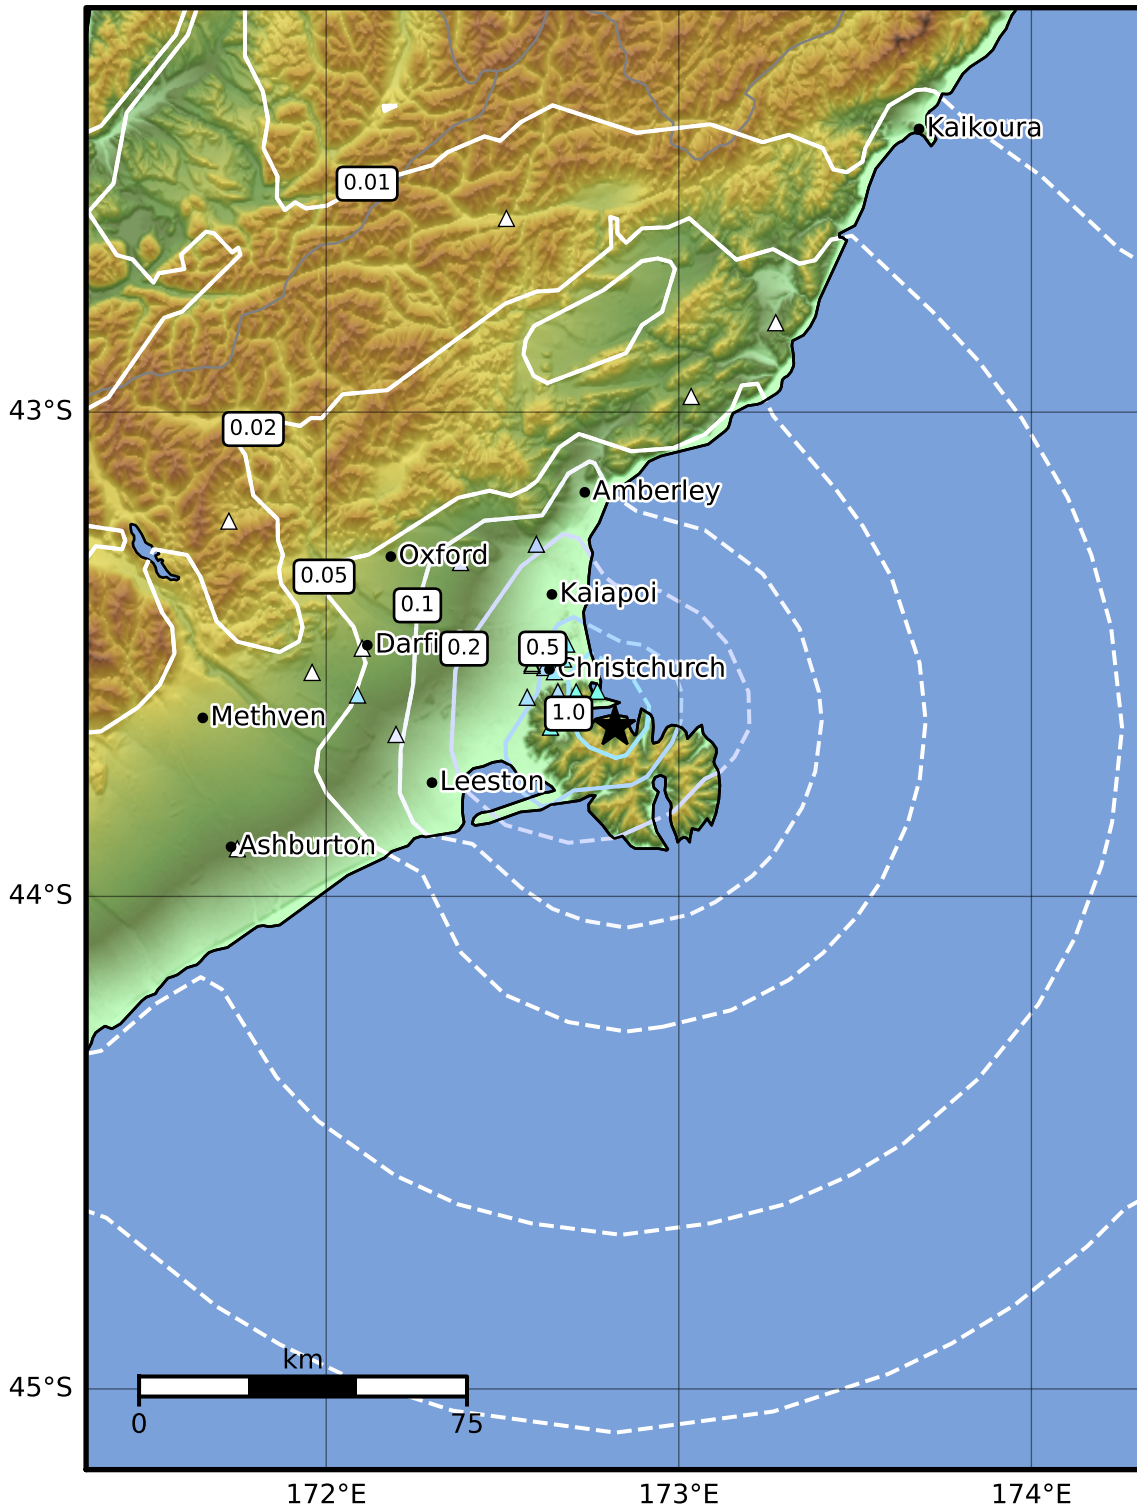 Kaikoura
0.01
43°S
0.02
Amberley
Oxford
0.05
Kaiapoi
0.1
Darfi
0.2
0.5
Christchurch
Methven
1.0
Leeston
Ashburton
44°S
km
45°S
0
75
172°E
173°E
174°E